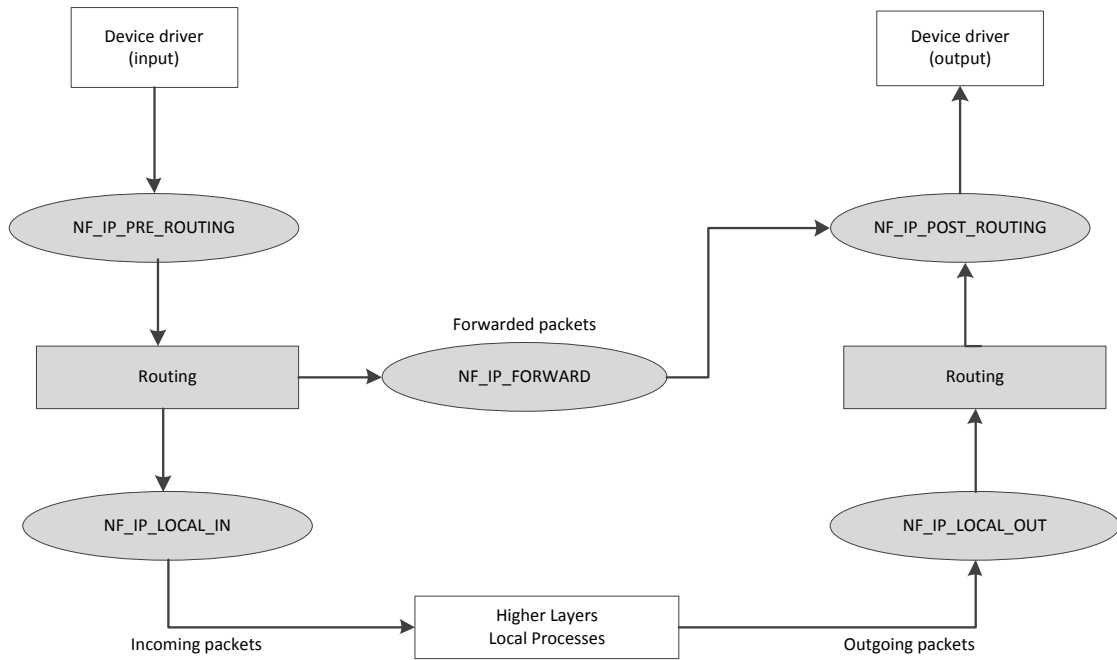 Device driver
(input)
Device driver
(output)
NF_IP_PRE_ROUTING
NF_IP_POST_ROUTING
Forwarded packets
Routing
NF_IP_FORWARD
Routing
NF_IP_LOCAL_IN
NF_IP_LOCAL_OUT
Higher Layers
Local Processes
Incoming packets
Outgoing packets